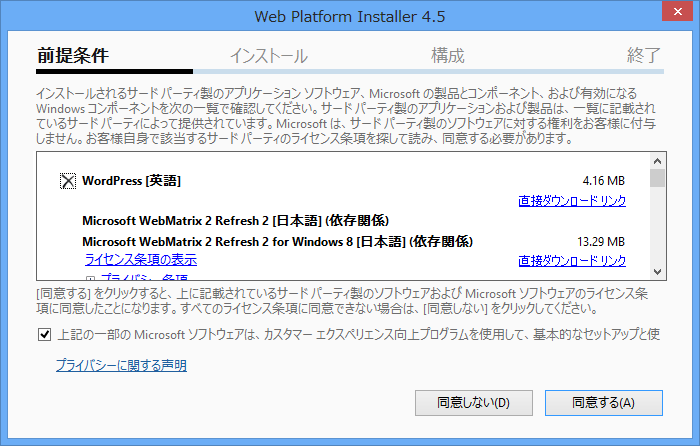 Web Platform Installer 4.5
前提条件 インストール 構成 終了
インストールされるサード パーティ製のアプリケーション ソフトウェア、Microsoft の製品とコンポーネント、および有効になる
Windows コンポーネントを次の一覧で確認してください。サード パーティ製のアプリケーションおよび製品は、一覧に記載され
ているサード パーティによって提供されています。Microsoft は、サード パーティ製のソフトウェアに対する権利をお客様に付与
しません。お客様自身で該当するサード パーティのライセンス条項を探して読み、同意する必要があります。
WordPress [英語] 4.16 MB
直接ダウンロード リンク
Microsoft WebMatrix 2 Refresh 2 [日本語] (依存関係)
Microsoft WebMatrix 2 Refresh 2 for Windows 8 [日本語] (依存関係) 13.29 MB
ライセンス条項の表示 直接ダウンロード リンク
プライバシー条項
[同意する] をクリックすると、上に記載されているサード パーティ製のソフトウェアおよび Microsoft ソフトウェアのライセンス条
項に同意したことになります。すべてのライセンス条項に同意できない場合は、[同意しない] をクリックしてください。
上記の一部の Microsoft ソフトウェアは、カスタマー エクスペリエンス向上プログラムを使用して、基本的なセットアップと使
プライバシーに関する声明
同意しない(D) 同意する(A)